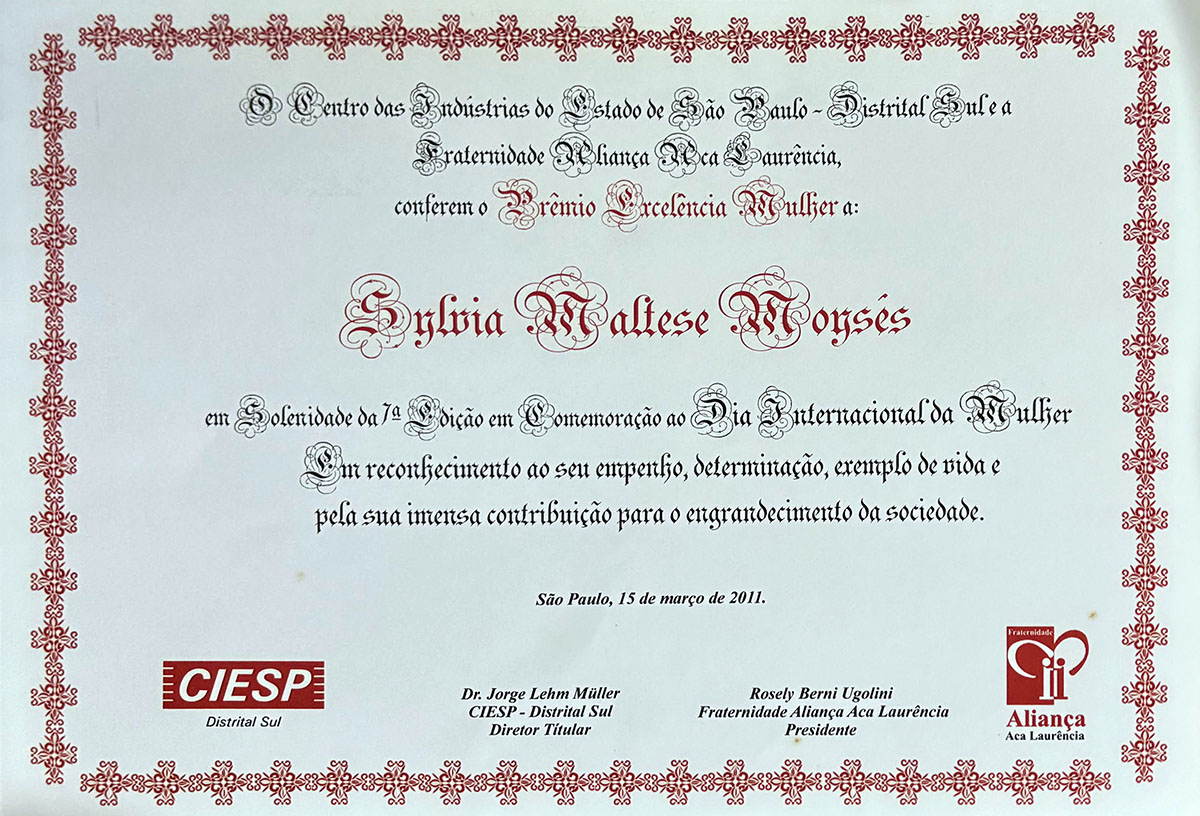 O Centro das Indústrias do Estado de São Paulo - Distrital Sul e a
Fraternidade Aliança Aca Laurência,
conferem o Prêmio Excelência Mulher a:
Sylvia Maltese Moysés
em Solenidade da 7ª Edição em Comemoração ao Dia Internacional da Mulher
Em reconhecimento ao seu empenho, determinação, exemplo de vida e
pela sua imensa contribuição para o engrandecimento da sociedade.
São Paulo, 15 de março de 2011.
CIESP
Distrital Sul
Dr. Jorge Lehm Müller
CIESP - Distrital Sul
Diretor Títular
Rosely Berni Ugolini
Fraternidade Aliança Aca Laurência
Presidente
Fraternidade
Aliança
Aca Laurência